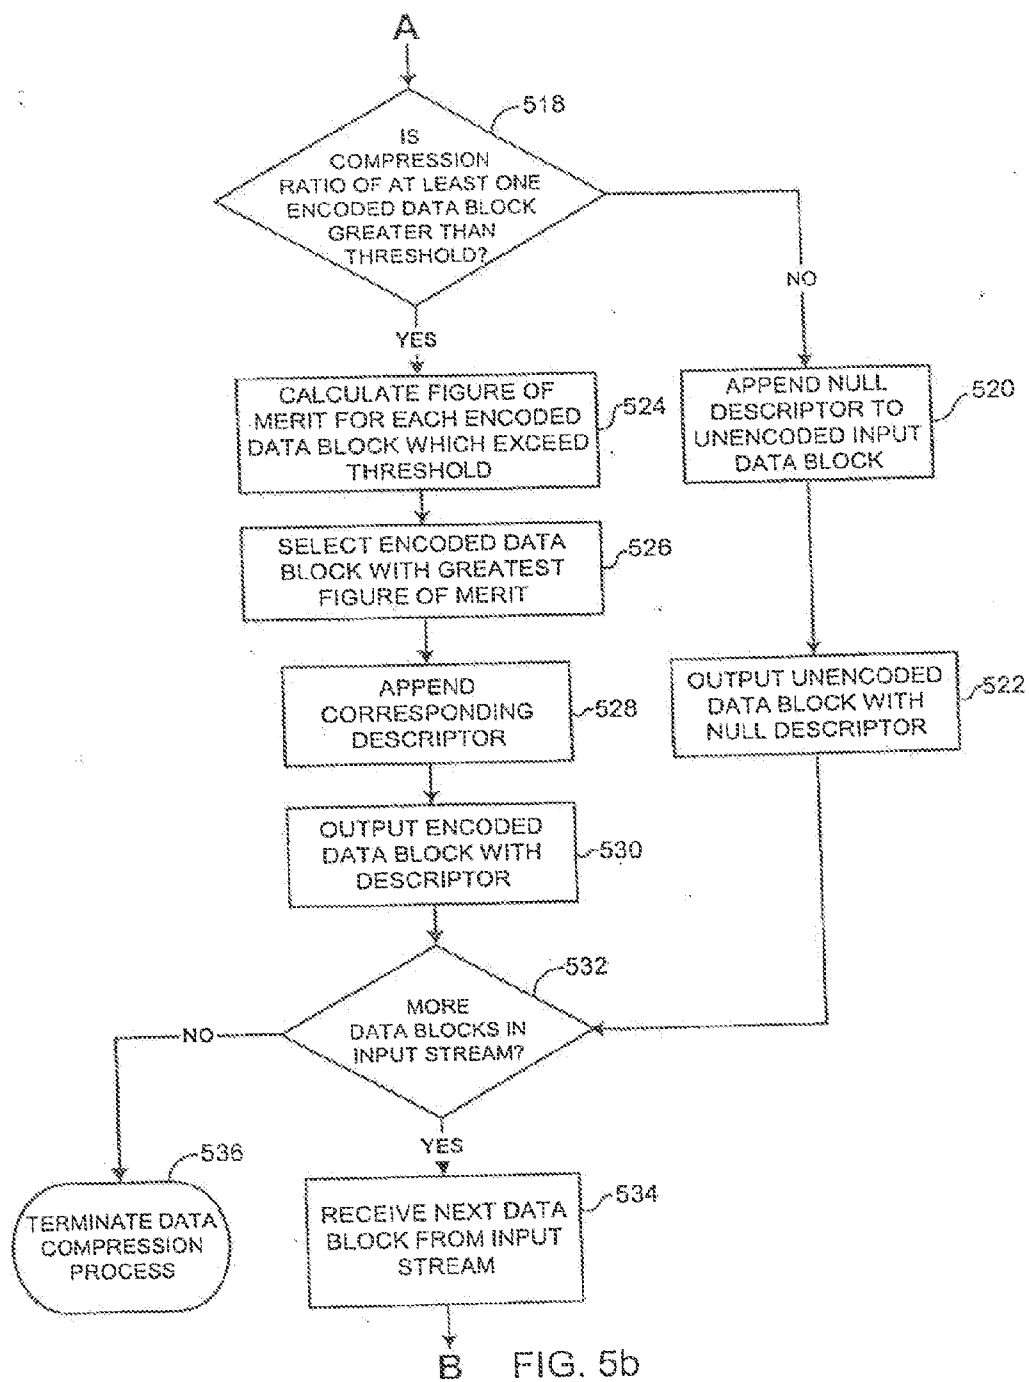 A
518
IS
COMPRESSION
RATIO OF AT LEAST ONE
ENCODED DATA BLOCK
GREATER THAN
THRESHOLD?
NO
YES
CALCULATE FIGURE OF
MERIT FOR EACH ENCODED
DATA BLOCK WHICH EXCEED
THRESHOLD
524
APPEND NULL
DESCRIPTOR TO
UNENCODED INPUT
DATA BLOCK
520
SELECT ENCODED DATA
BLOCK WITH GREATEST
FIGURE OF MERIT
526
APPEND
CORRESPONDING
DESCRIPTOR
528
OUTPUT UNENCODED
DATA BLOCK WITH
NULL DESCRIPTOR
522
OUTPUT ENCODED
DATA BLOCK WITH
DESCRIPTOR
530
532
MORE
DATA BLOCKS IN
INPUT STREAM?
NO
YES
536
TERMINATE DATA
COMPRESSION
PROCESS
534
RECEIVE NEXT DATA
BLOCK FROM INPUT
STREAM
B
FIG. 5b